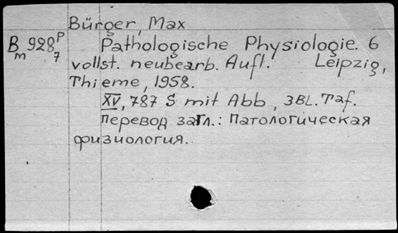 Bürger, Max
B 928 P
m 7
Pathologische Physiologie. 6
vollst. neubearb. Aufl. Leipzig,
Thieme, 1958.
XV, 787 S mit Abb, 3BL. Taf.
Перевод загл.: Патологическая
физиология.